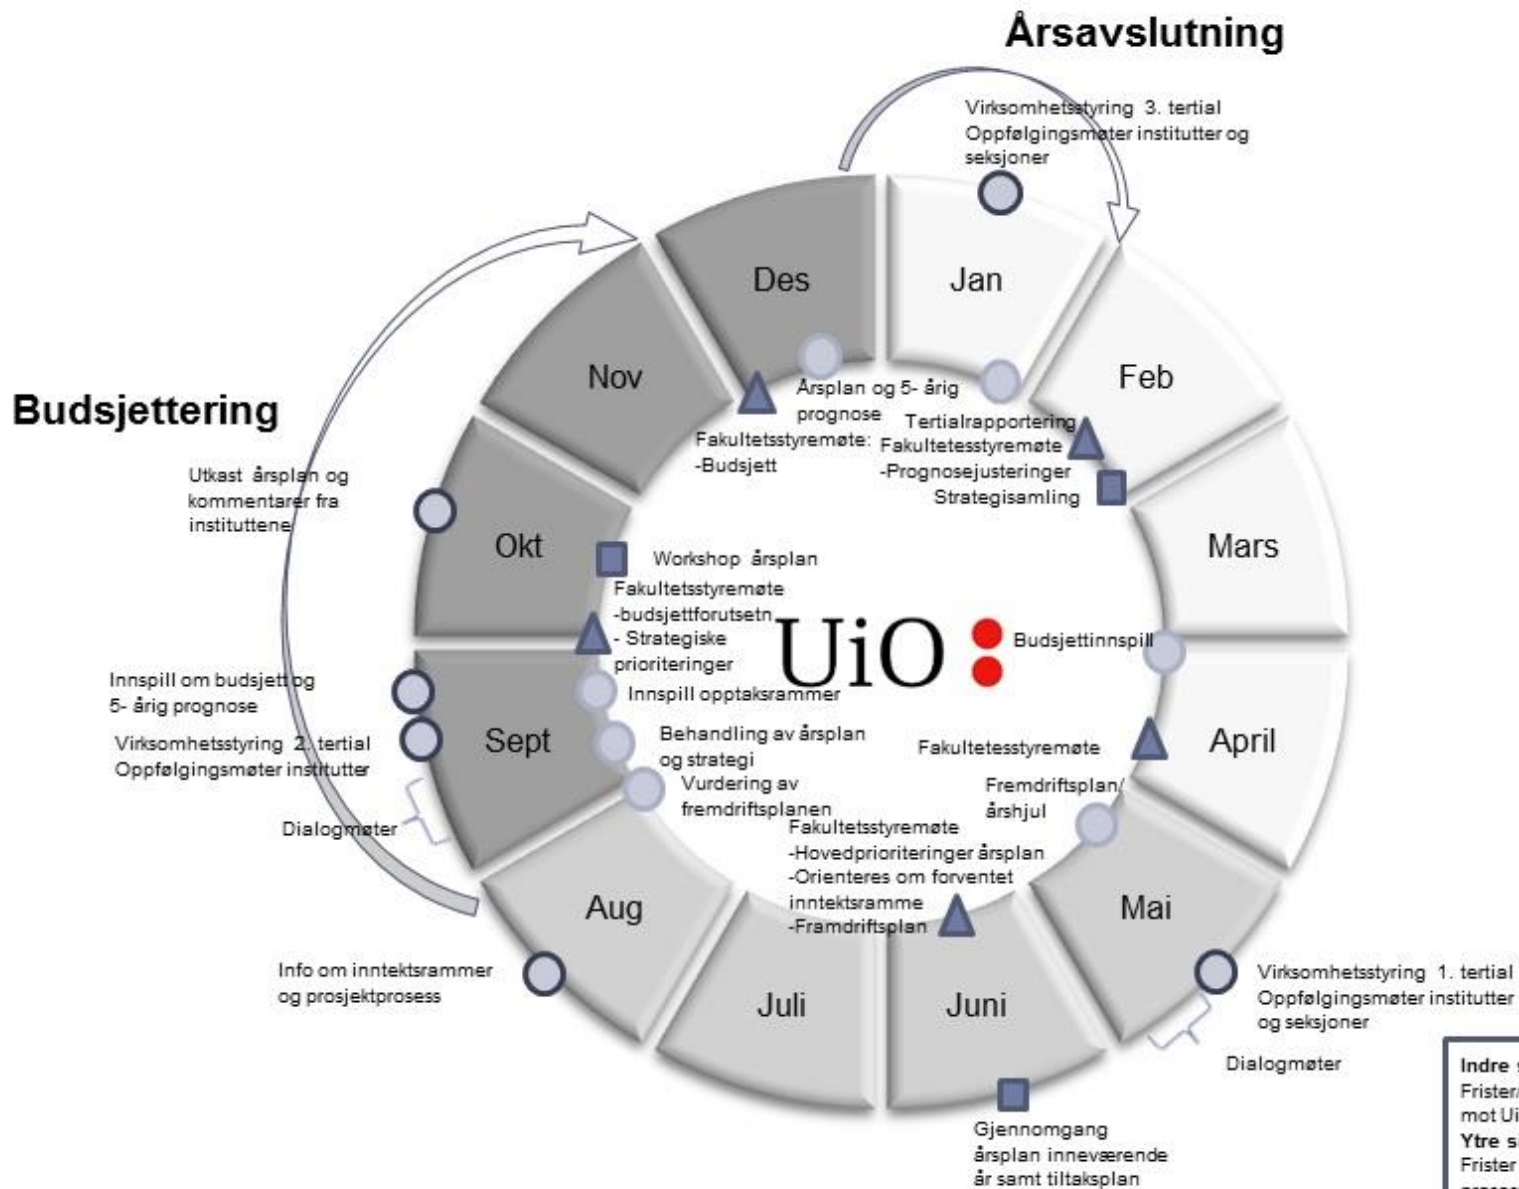 Årsavslutning
Virksomhetsstyring 3. tertial
Oppfølgingsmøter institutter og
seksjoner
Des
Jan
Nov
Feb
Budsjettering
Årsplan og 5- årig
prognose
Fakultetsstyremøte:
-Budsjett
Tertialrapportering
Fakultetesstyremøte
-Prognosejusteringer
Strategisamling
Utkast årsplan og
kommentarer fra
instituttene
Okt
Mars
Workshop årsplan
Fakultetsstyremøte
-budsjettforutsetn
- Strategiske
prioriteringer
UiO:
Budsjettinnspill
Innspill om budsjett og
5- årig prognose
Innspill opptaksrammer
Virksomhetsstyring 2. tertial
Oppfølgingsmøter institutter
Sept
Behandling av årsplan
og strategi
Fakultetesstyremøte
April
Vurdering av
fremdriftsplanen
Fremdriftsplan/
årshjul
Dialogmøter
Fakultetsstyremøte
-Hovedprioriteringer årsplan
-Orienteres om forventet
inntektsramme
-Framdriftsplan
Aug
Mai
Info om inntektsrammer
og prosjektprosess
Juli
Juni
Virksomhetsstyring 1. tertial
Oppfølgingsmøter institutter
og seksjoner
Dialogmøter
Gjennomgang
årsplan inneværende
år samt tiltaksplan
Indre
Frister/
mot
Ytre
Frister